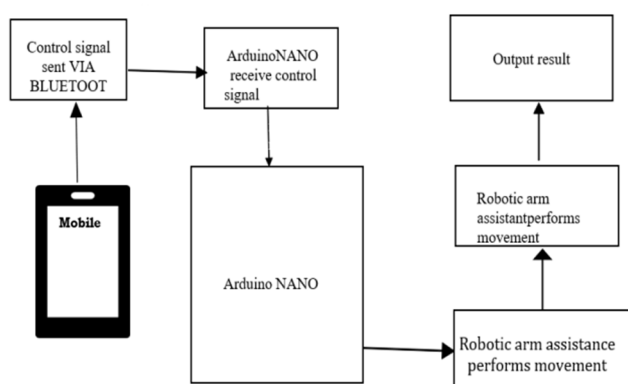 Control signal
sent VIA
BLUETOOT
ArduinoNANO
receive control
signal
Output result
Mobile
Arduino NANO
Robotic arm
assistantperforms
movement
Robotic arm assistance
performs movement